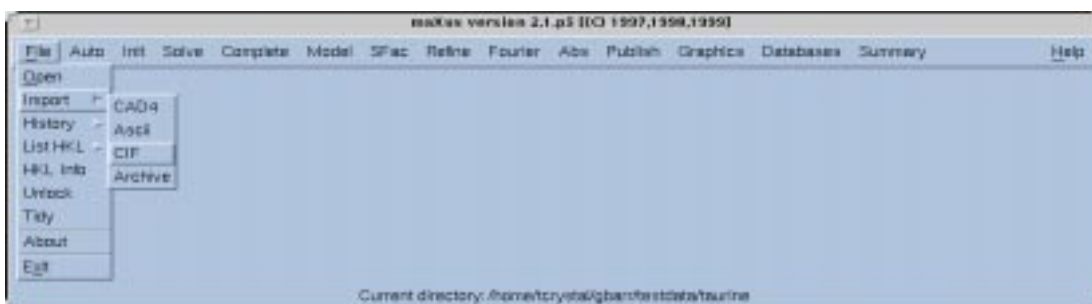 maXus version 2.1.p5 [(C) 1997,1998,1999]
File Auto Init Solve Complete Model SFac Refine Fourier Abs Publish Graphics Databases Summary Help
Open
Import
History
List HKL
HKL Info
Unlock
Tidy
About
Exit
CAD4
Ascii
CIF
Archive
Current directory: /home/tcrystal/gbarr/testdata/taurine